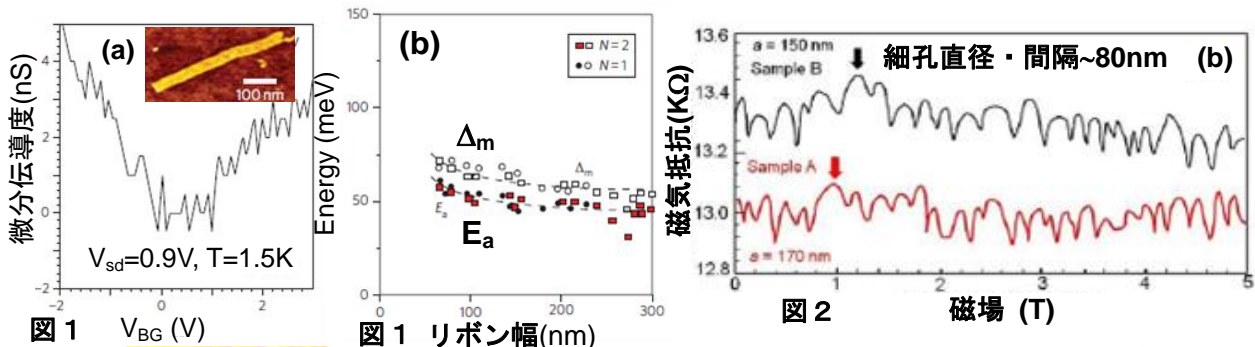 (a)
100 nm
微分伝導度(nS)
4
2
0
Vsd=0.9V, T=1.5K
−2
0
2
図1
VBG (V)
(b)
N = 2
N = 1
Energy (meV)
150
100
50
0
Δm
Δm
Ea
Ea
0
100
200
300
図1 リボン幅(nm)
a = 150 nm
Sample B
細孔直径・間隔~80nm
(b)
磁気抵抗(KΩ)
13.6
13.4
13.2
13.0
12.8
Sample A
a = 170 nm
0
1
2
3
4
5
図2
磁場 (T)